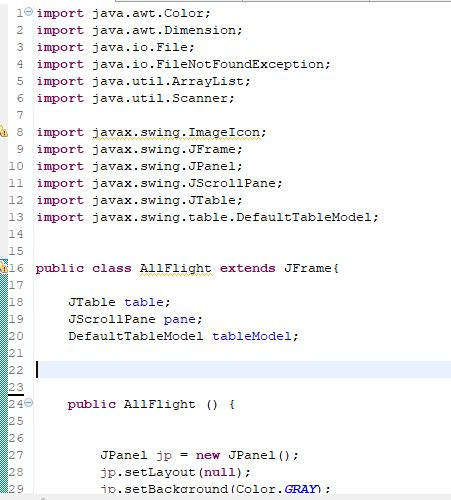 1 import java.awt.Color;
2 import java.awt.Dimension;
3 import java.io.File;
4 import java.io.FileNotFoundException;
5 import java.util.ArrayList;
6 import java.util.Scanner;
7
8 import javax.swing.ImageIcon;
9 import javax.swing.JFrame;
10 import javax.swing.JPanel;
11 import javax.swing.JScrollPane;
12 import javax.swing.JTable;
13 import javax.swing.table.DefaultTableModel;
14
15
16 public class AllFlight extends JFrame{
17
18 JTable table;
19 JScrollPane pane;
20 DefaultTableModel tableModel;
21
22
23
24 public AllFlight () {
25
26
27 JPanel jp = new JPanel();
28 jp.setLayout(null);
29 jp.setBackground(Color.GRAY);